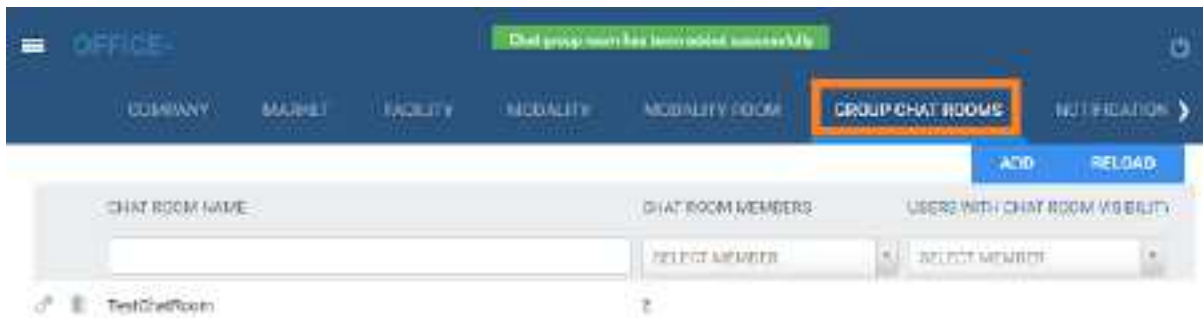 OFFICE-
Chat group room has been added successfully
COMPANY MARKET FACILITY MODALITY MODALITY ROOM GROUP CHAT ROOMS NOTIFICATION
ADD RELOAD
CHAT ROOM NAME CHAT ROOM MEMBERS USERS WITH CHAT ROOM VISIBILITY
SELECT MEMBER SELECT MEMBER
TestChatRoom 2